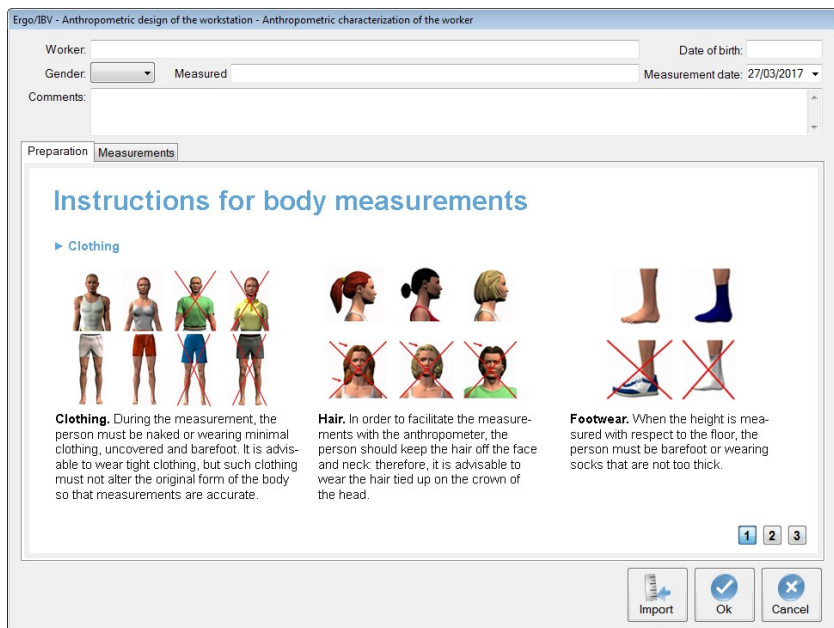 Ergo/IBV - Anthropometric design of the workstation - Anthropometric characterization of the worker
Worker:
Date of birth:
Gender:
Measured
Measurement date: 27/03/2017
Comments:
Preparation
Measurements
Instructions for body measurements
► Clothing
Clothing. During the measurement, the
person must be naked or wearing minimal
clothing, uncovered and barefoot. It is advis-
able to wear tight clothing, but such clothing
must not alter the original form of the body
so that measurements are accurate.
Hair. In order to facilitate the measure-
ments with the anthropometer, the
person should keep the hair off the face
and neck: therefore, it is advisable to
wear the hair tied up on the crown of
the head.
Footwear. When the height is mea-
sured with respect to the floor, the
person must be barefoot or wearing
socks that are not too thick.
1 2 3
Import
Ok
Cancel